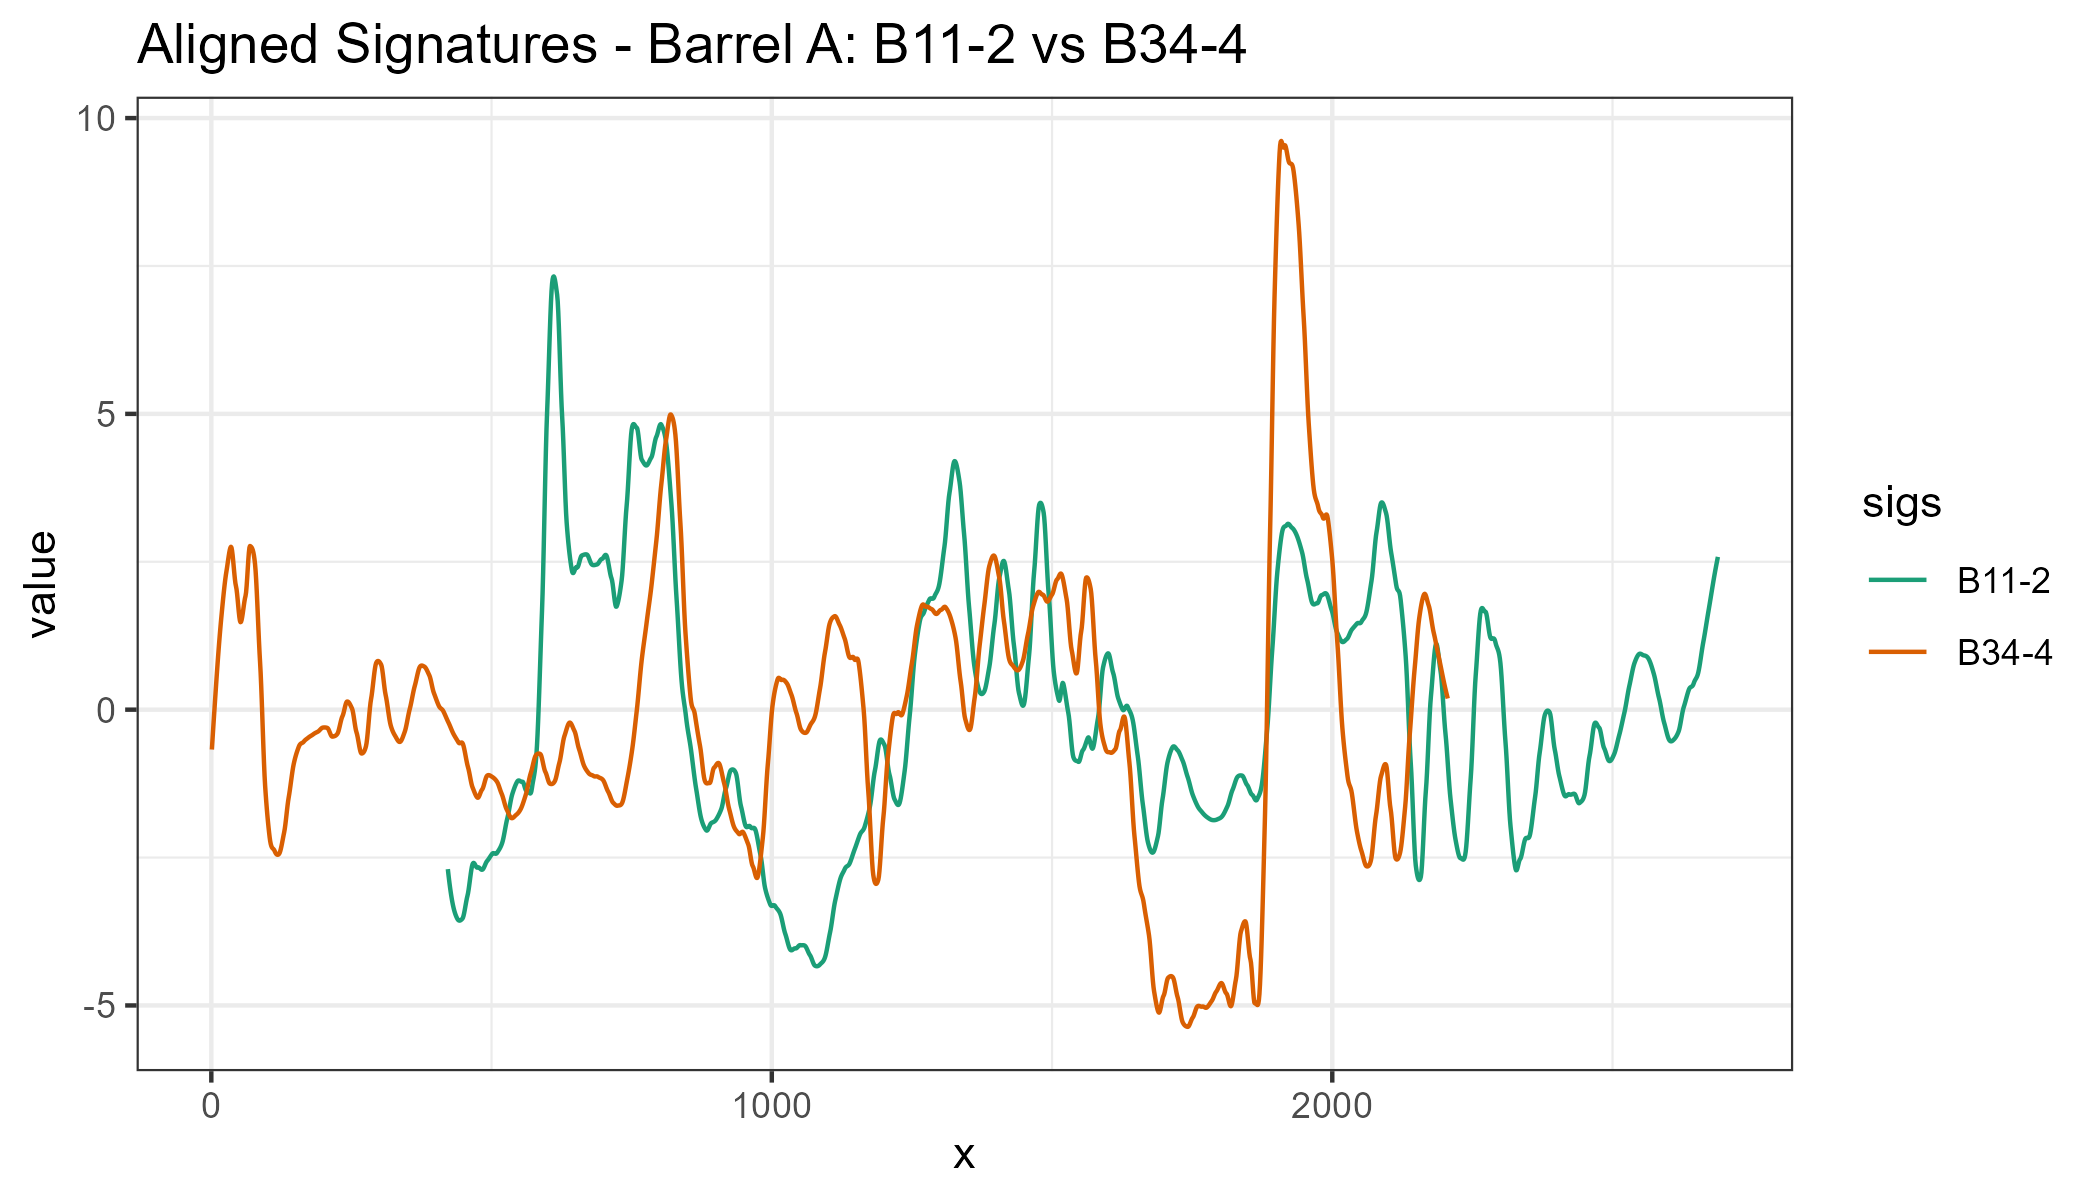 Aligned Signatures - Barrel A: B11-2 vs B34-4
10
5
0
-5
value
0
1000
2000
x
sigs
B11-2
B34-4